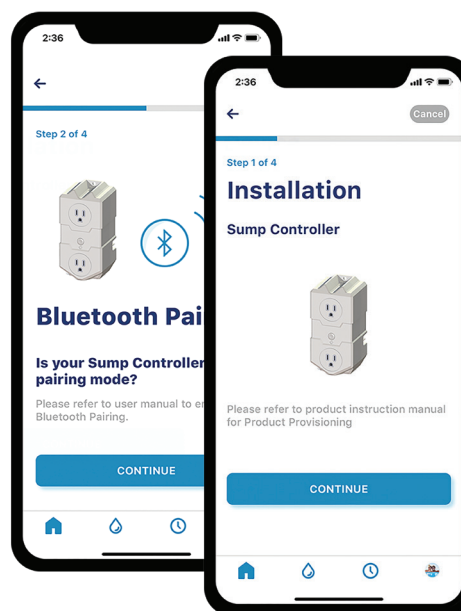 2:36
Step 2 of 4
Bluetooth Pai
Is your Sump Controller
pairing mode?
Please refer to user manual to en
Bluetooth Pairing.
CONTINUE
2:36
Cancel
Step 1 of 4
Installation
Sump Controller
Please refer to product instruction manual
for Product Provisioning
CONTINUE